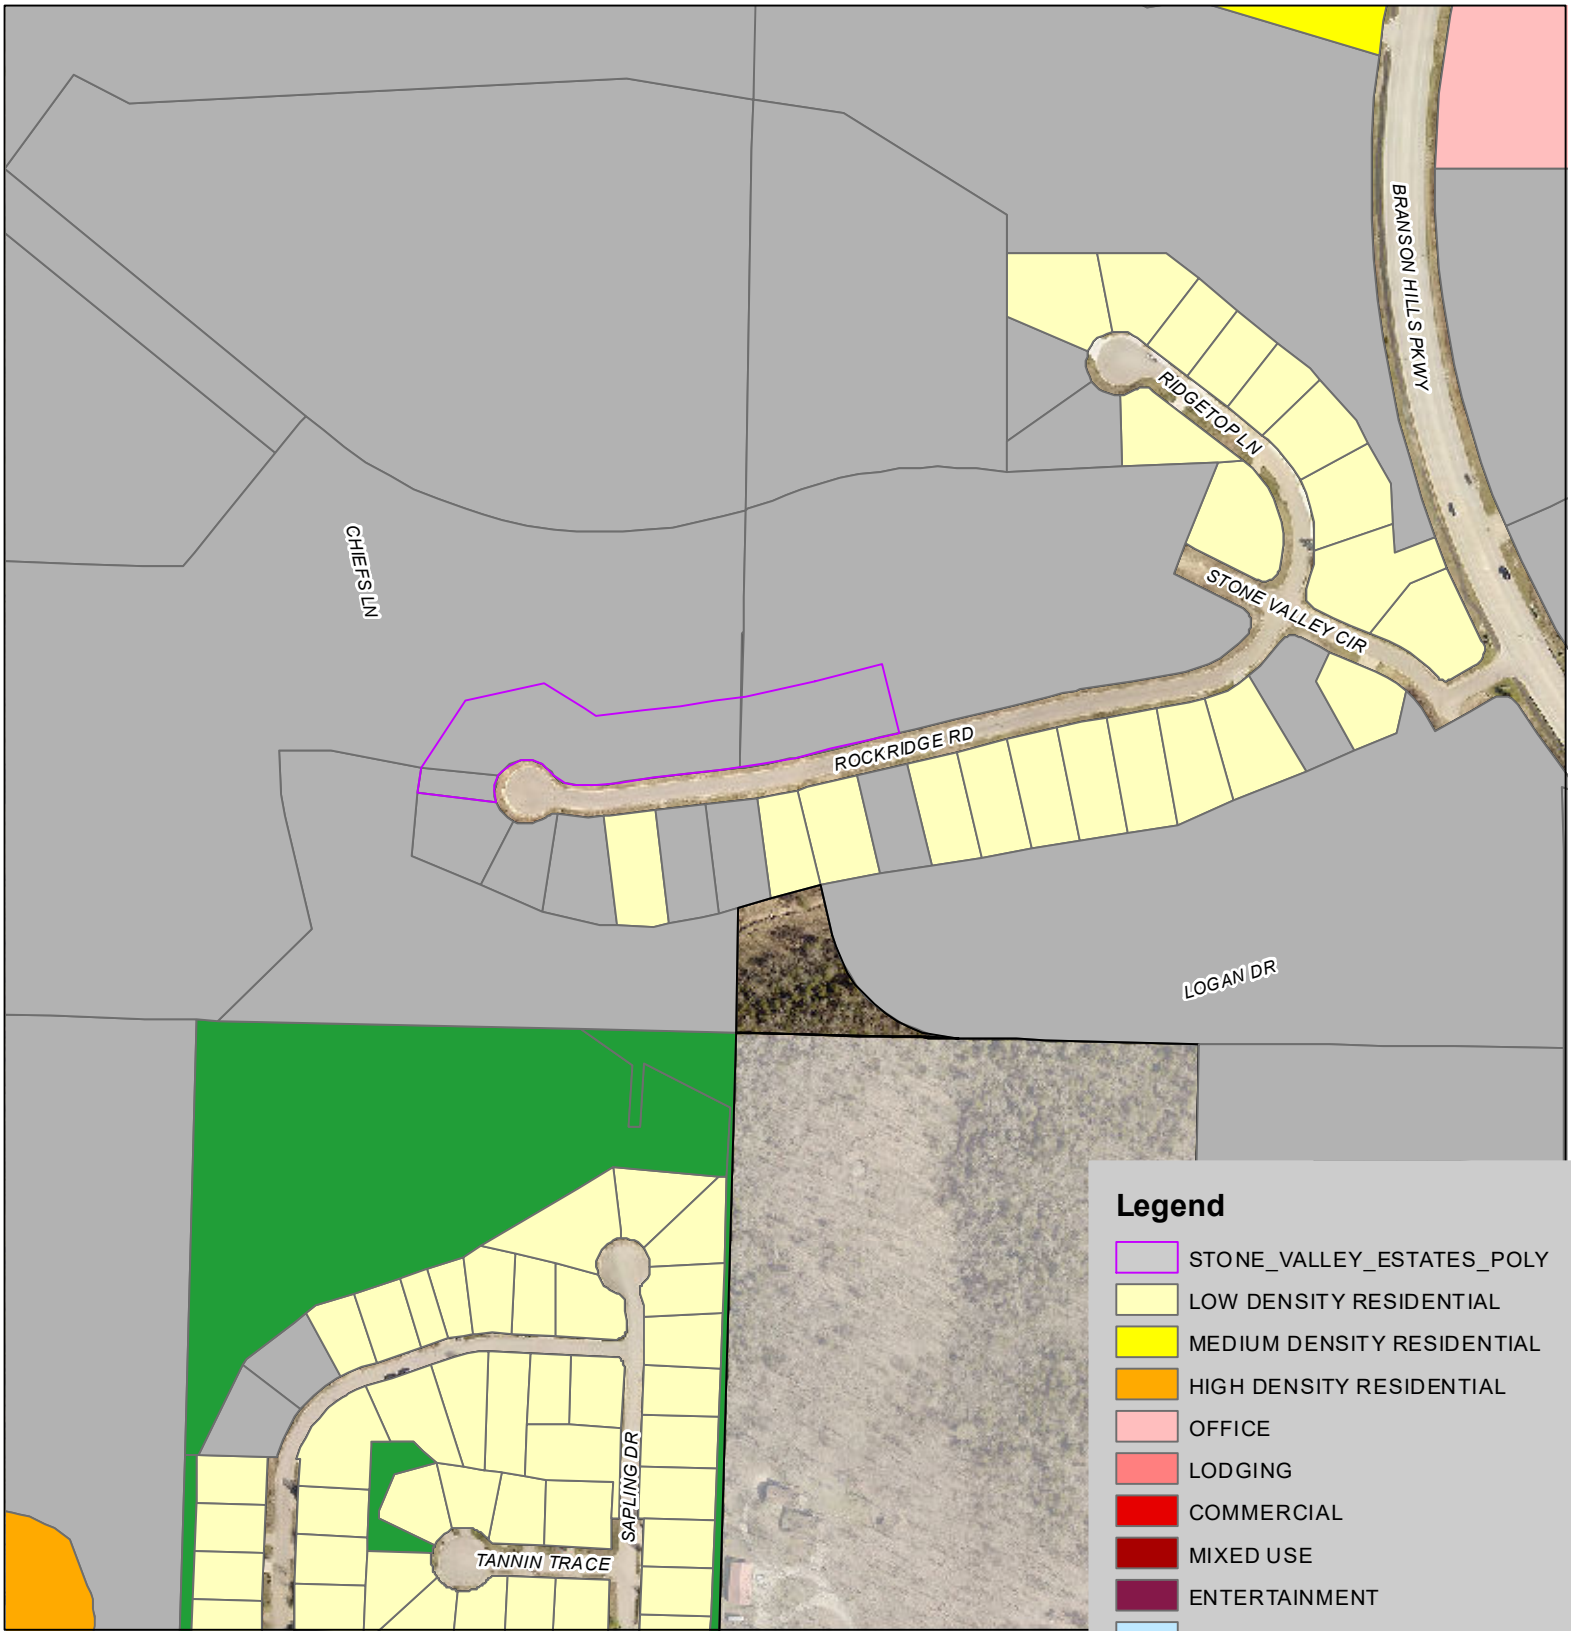 BRANSON HILLS PKWY
RIDGETOP LN
CHIEFS LN
STONE VALLEY CIR
ROCKRIDGE RD
LOGAN DR
SAPLING DR
TANNIN TRACE
Legend
STONE_VALLEY_ESTATES_POLY
LOW DENSITY RESIDENTIAL
MEDIUM DENSITY RESIDENTIAL
HIGH DENSITY RESIDENTIAL
OFFICE
LODGING
COMMERCIAL
MIXED USE
ENTERTAINMENT